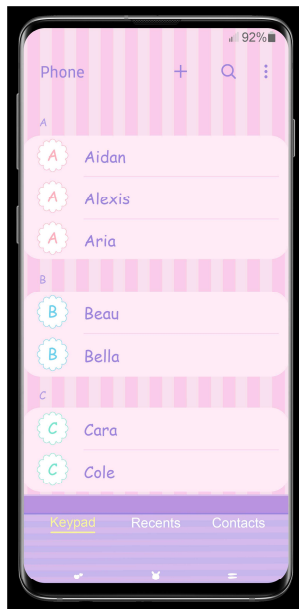 92%
Phone
A
A Aidan
A Alexis
A Aria
B
B Beau
B Bella
C
C Cara
C Cole
Keypad Recents Contacts